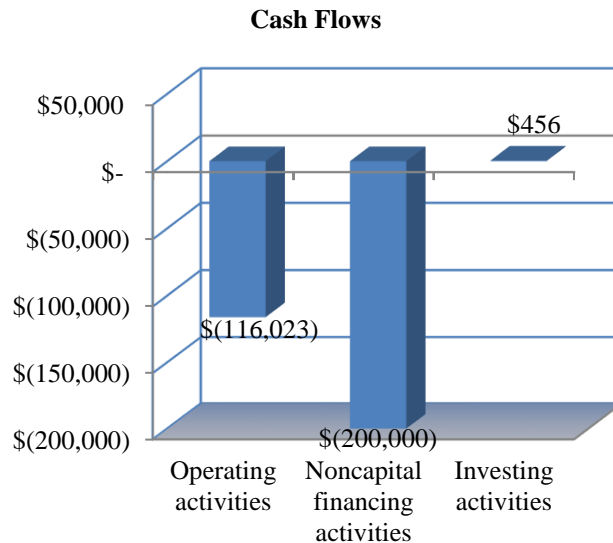 Cash Flows
$50,000
$-
$(50,000)
$(100,000)
$(150,000)
$(200,000)
$456
$(116,023)
$(200,000)
Operating
activities
Noncapital
financing
activities
Investing
activities